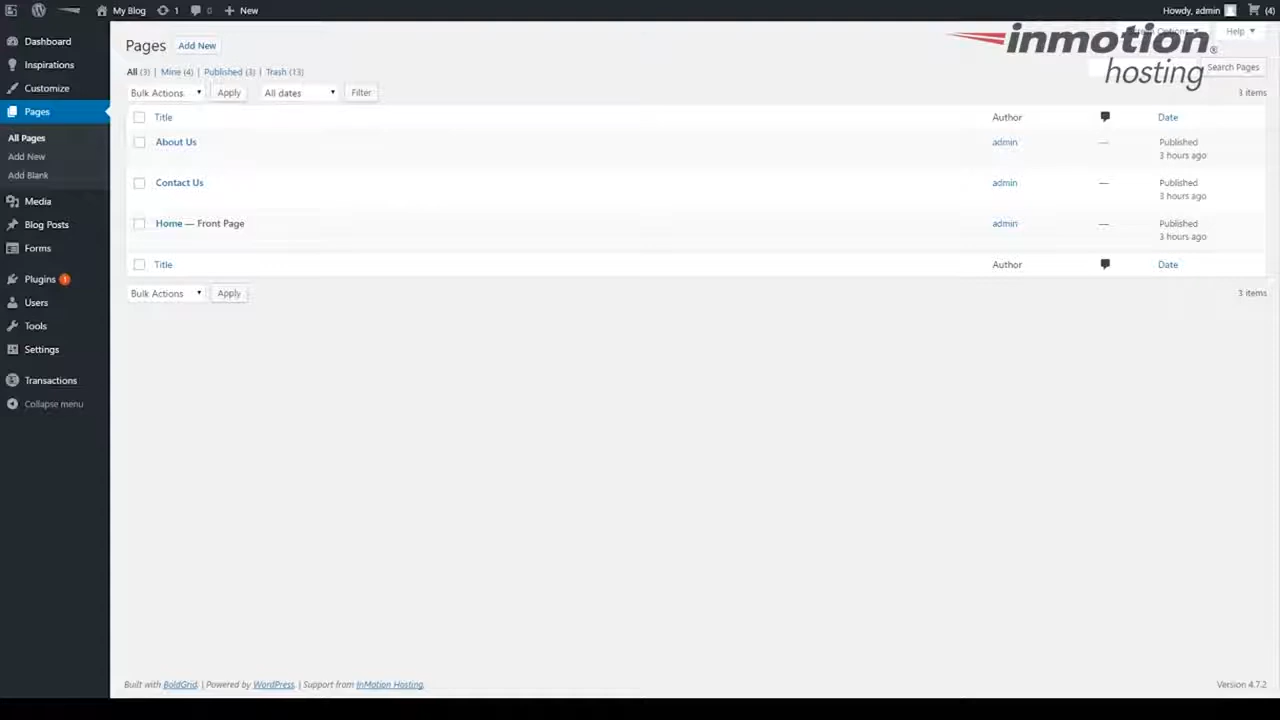 My Blog 1 0 New Howdy, admin (4)
Dashboard
Inspirations
Customize
Pages
All Pages
Add New
Add Blank
Media
Blog Posts
Forms
Plugins 1
Users
Tools
Settings
Transactions
Collapse menu
Pages Add New
Options Help
inmotion®
hosting
All (3) | Mine (4) | Published (3) | Trash (13)
Search Pages
Bulk Actions Apply All dates Filter 3 items
Title Author Date
About Us admin — Published
3 hours ago
Contact Us admin — Published
3 hours ago
Home — Front Page admin — Published
3 hours ago
Title Author Date
Bulk Actions Apply 3 items
Built with BoldGrid. | Powered by WordPress. | Support from InMotion Hosting. Version 4.7.2